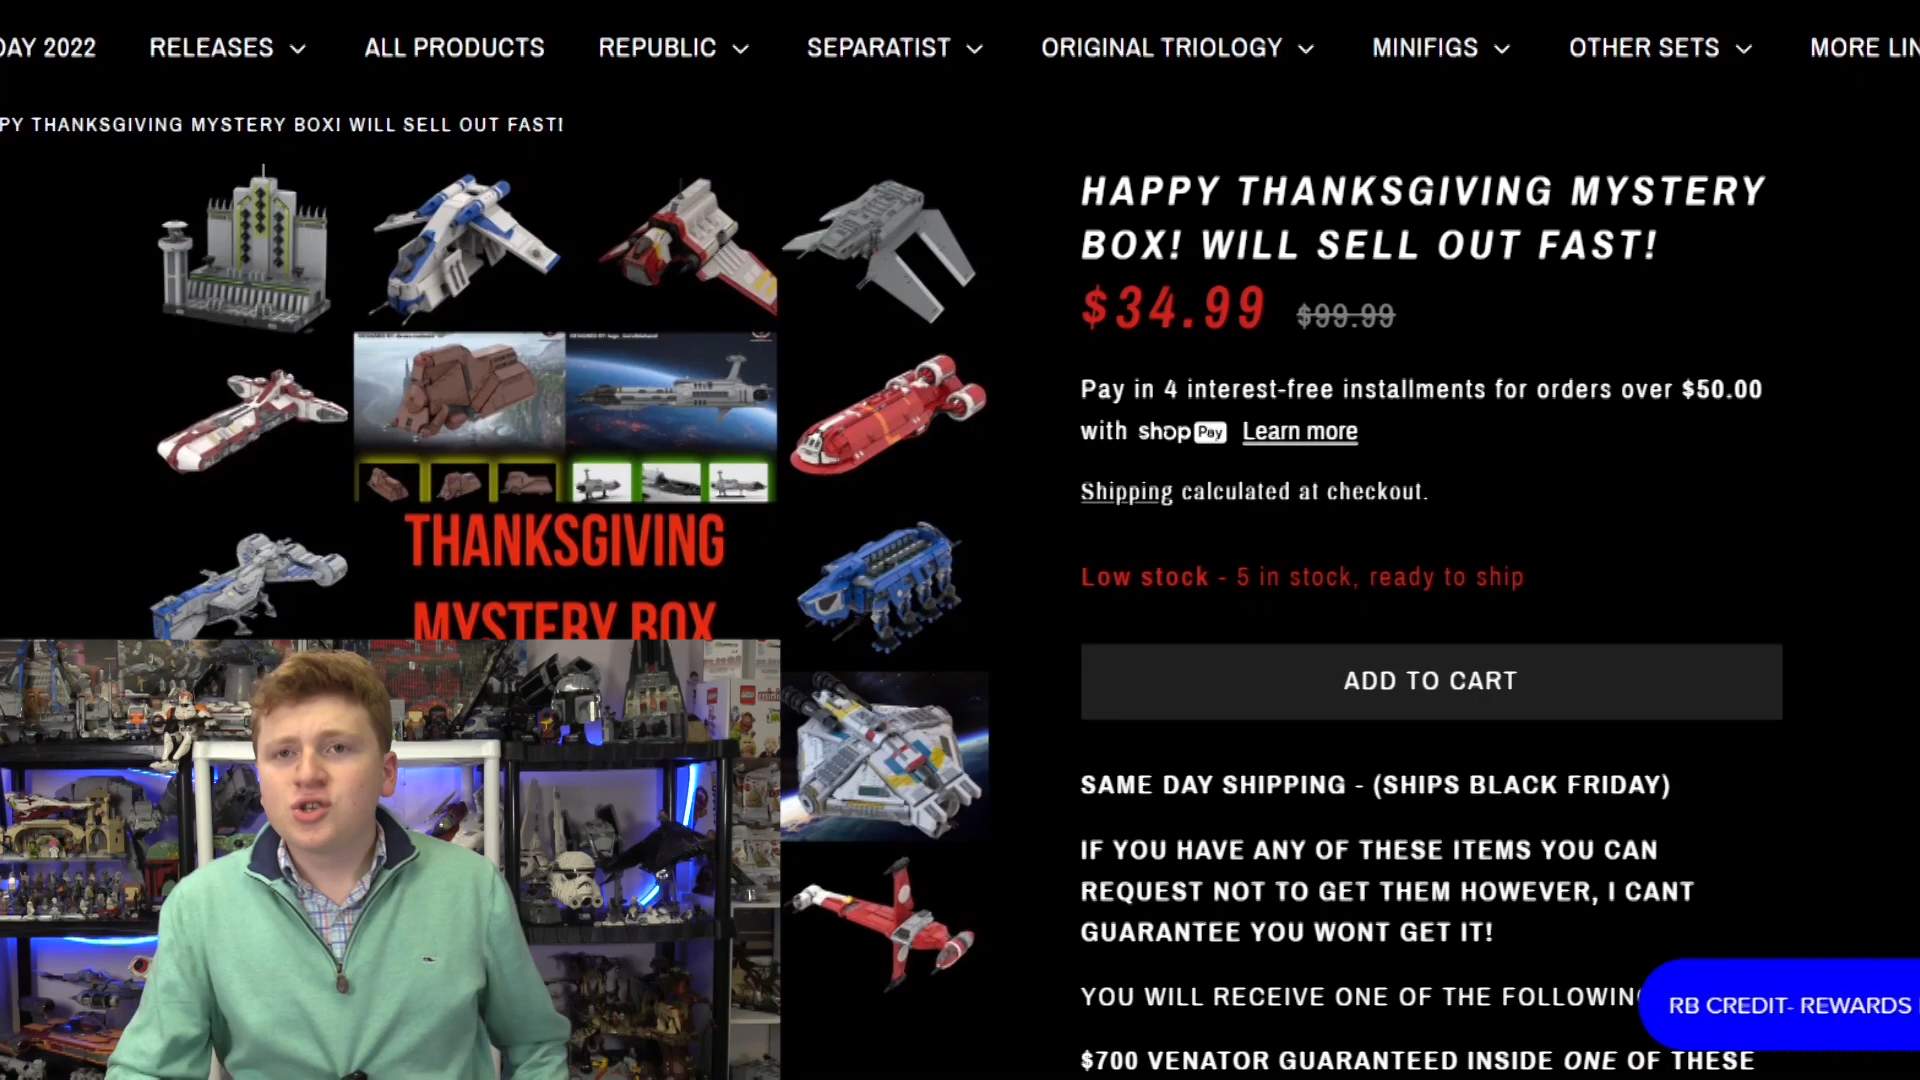 DAY 2022
RELEASES
ALL PRODUCTS
REPUBLIC
SEPARATIST
ORIGINAL TRIOLOGY
MINIFIGS
OTHER SETS
MORE LIN
PY THANKSGIVING MYSTERY BOX! WILL SELL OUT FAST!
THANKSGIVING
MYSTERY BOX
HAPPY THANKSGIVING MYSTERY
BOX! WILL SELL OUT FAST!
$34.99 $99.99
Pay in 4 interest-free installments for orders over $50.00
with shop Pay Learn more
Shipping calculated at checkout.
Low stock - 5 in stock, ready to ship
ADD TO CART
SAME DAY SHIPPING - (SHIPS BLACK FRIDAY)
IF YOU HAVE ANY OF THESE ITEMS YOU CAN
REQUEST NOT TO GET THEM HOWEVER, I CANT
GUARANTEE YOU WONT GET IT!
YOU WILL RECEIVE ONE OF THE FOLLOWING
RB CREDIT- REWARDS
$700 VENATOR GUARANTEED INSIDE ONE OF THESE